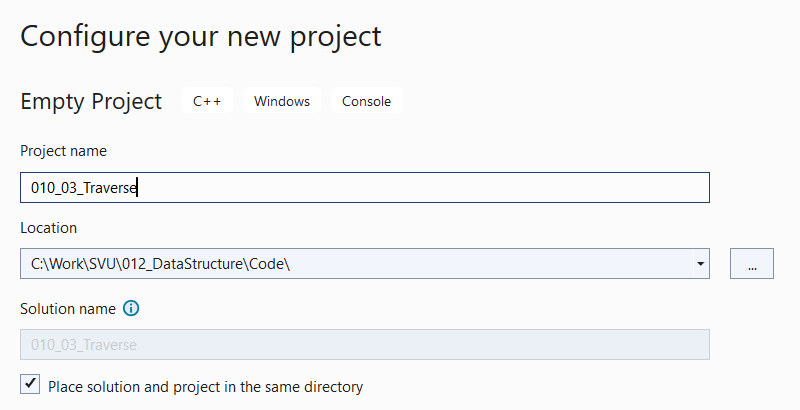 Configure your new project
Empty Project C++ Windows Console
Project name
010_03_Traverse
Location
C:\Work\SVU\012_DataStructure\Code\
...
Solution name
010_03_Traverse
Place solution and project in the same directory